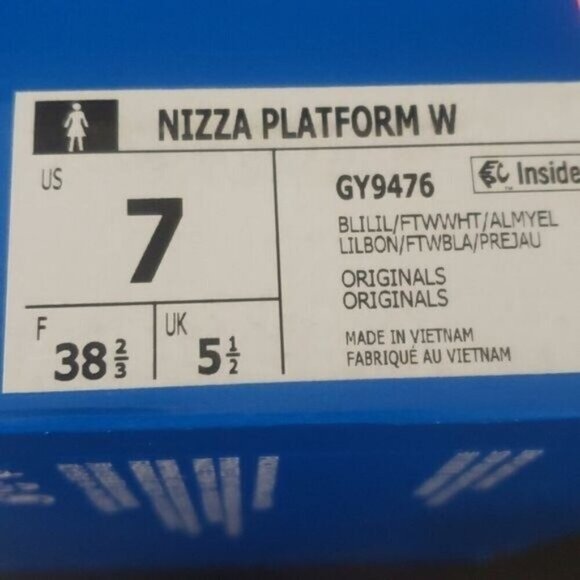 NIZZA PLATFORM W
US
7
GY9476
Inside
BLILIL/FTWWHT/ALMYEL
LILBON/FTWBLA/PREJAU
ORIGINALS
ORIGINALS
F
38 2/3
UK
5 1/2
MADE IN VIETNAM
FABRIQUÉ AU VIETNAM